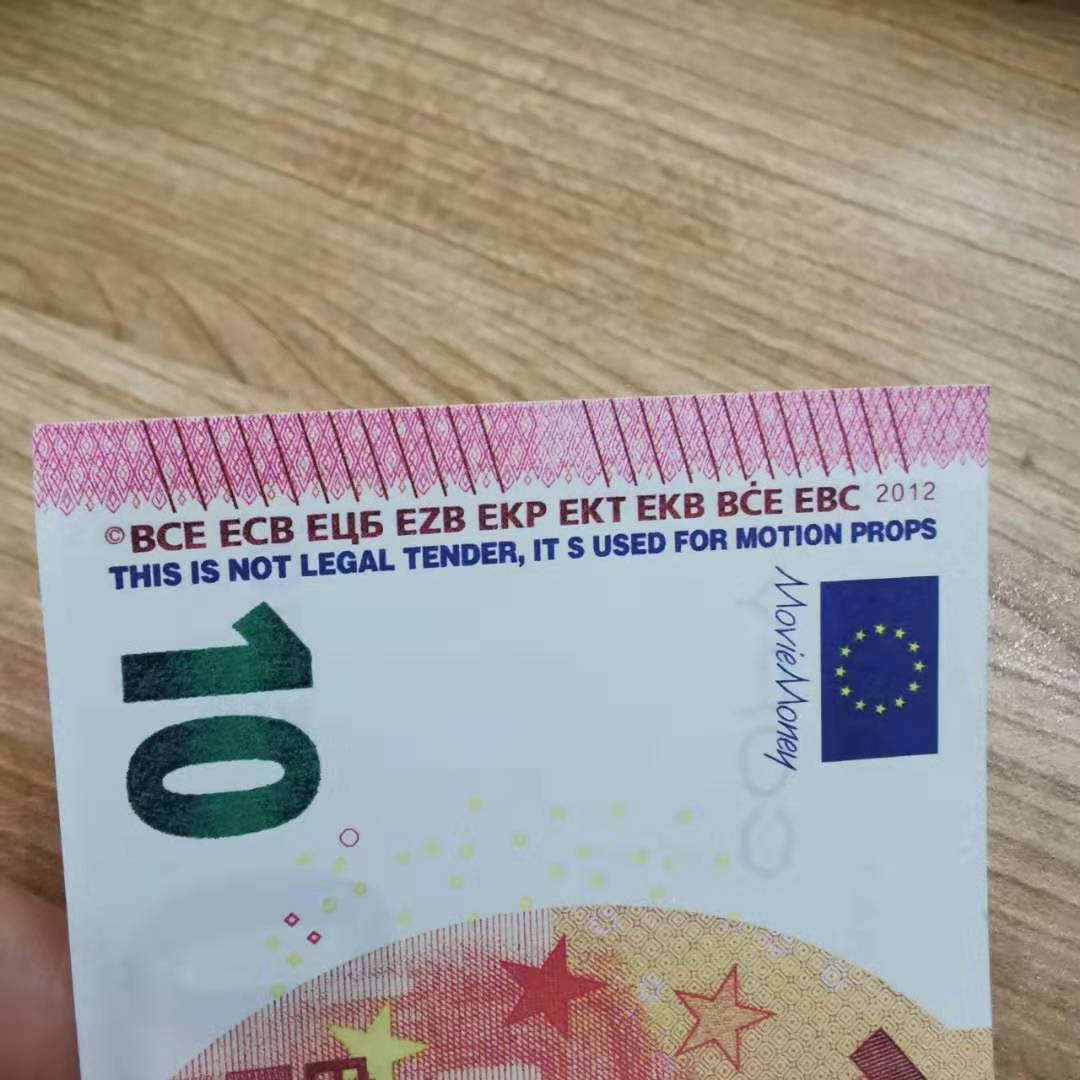 ©BCE ECB ЕЦБ EZB EKP EKT EKB BĊE EBC 2012
THIS IS NOT LEGAL TENDER, IT S USED FOR MOTION PROPS
MovieMoney
10
COPY